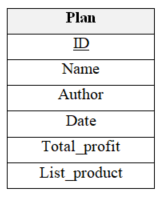 Plan
ID
Name
Author
Date
Total_profit
List_product